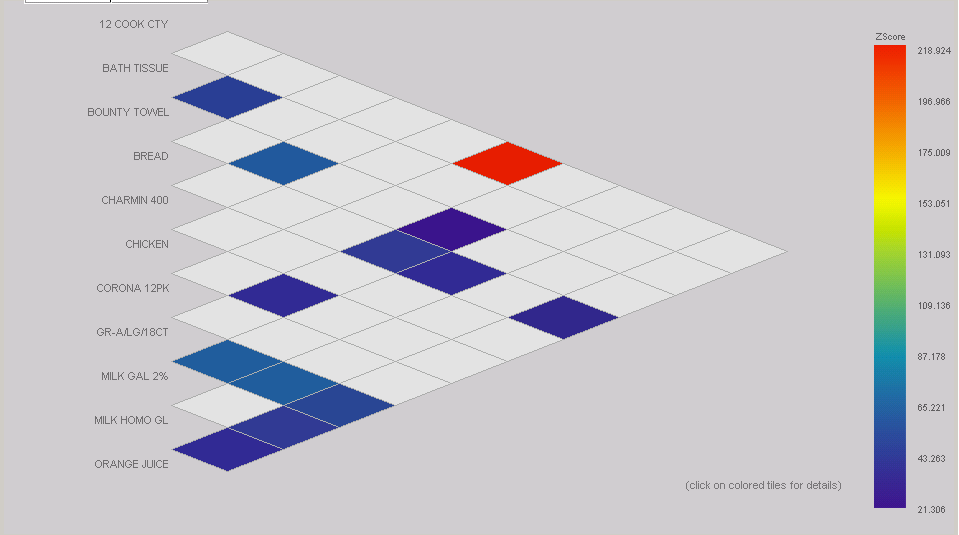 12 COOK CTY
BATH TISSUE
BOUNTY TOWEL
BREAD
CHARMIN 400
CHICKEN
CORONA 12PK
GR-A/LG/18CT
MILK GAL 2%
MILK HOMO GL
ORANGE JUICE
ZScore
218.924
196.966
175.009
153.051
131.093
109.136
87.178
65.221
43.263
21.306
(click on colored tiles for details)